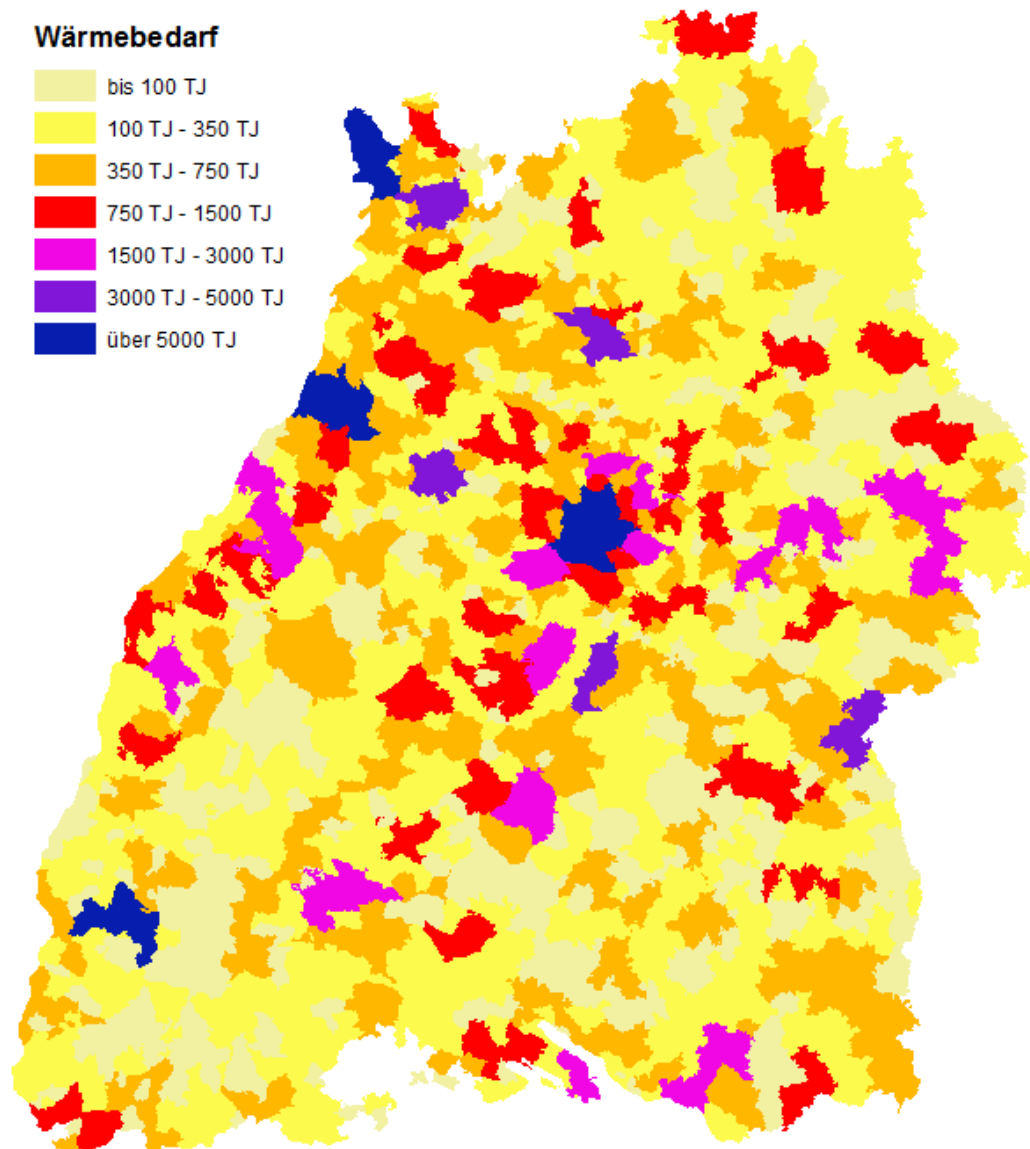 Wärmebedarf
bis 100 TJ
100 TJ - 350 TJ
350 TJ - 750 TJ
750 TJ - 1500 TJ
1500 TJ - 3000 TJ
3000 TJ - 5000 TJ
über 5000 TJ